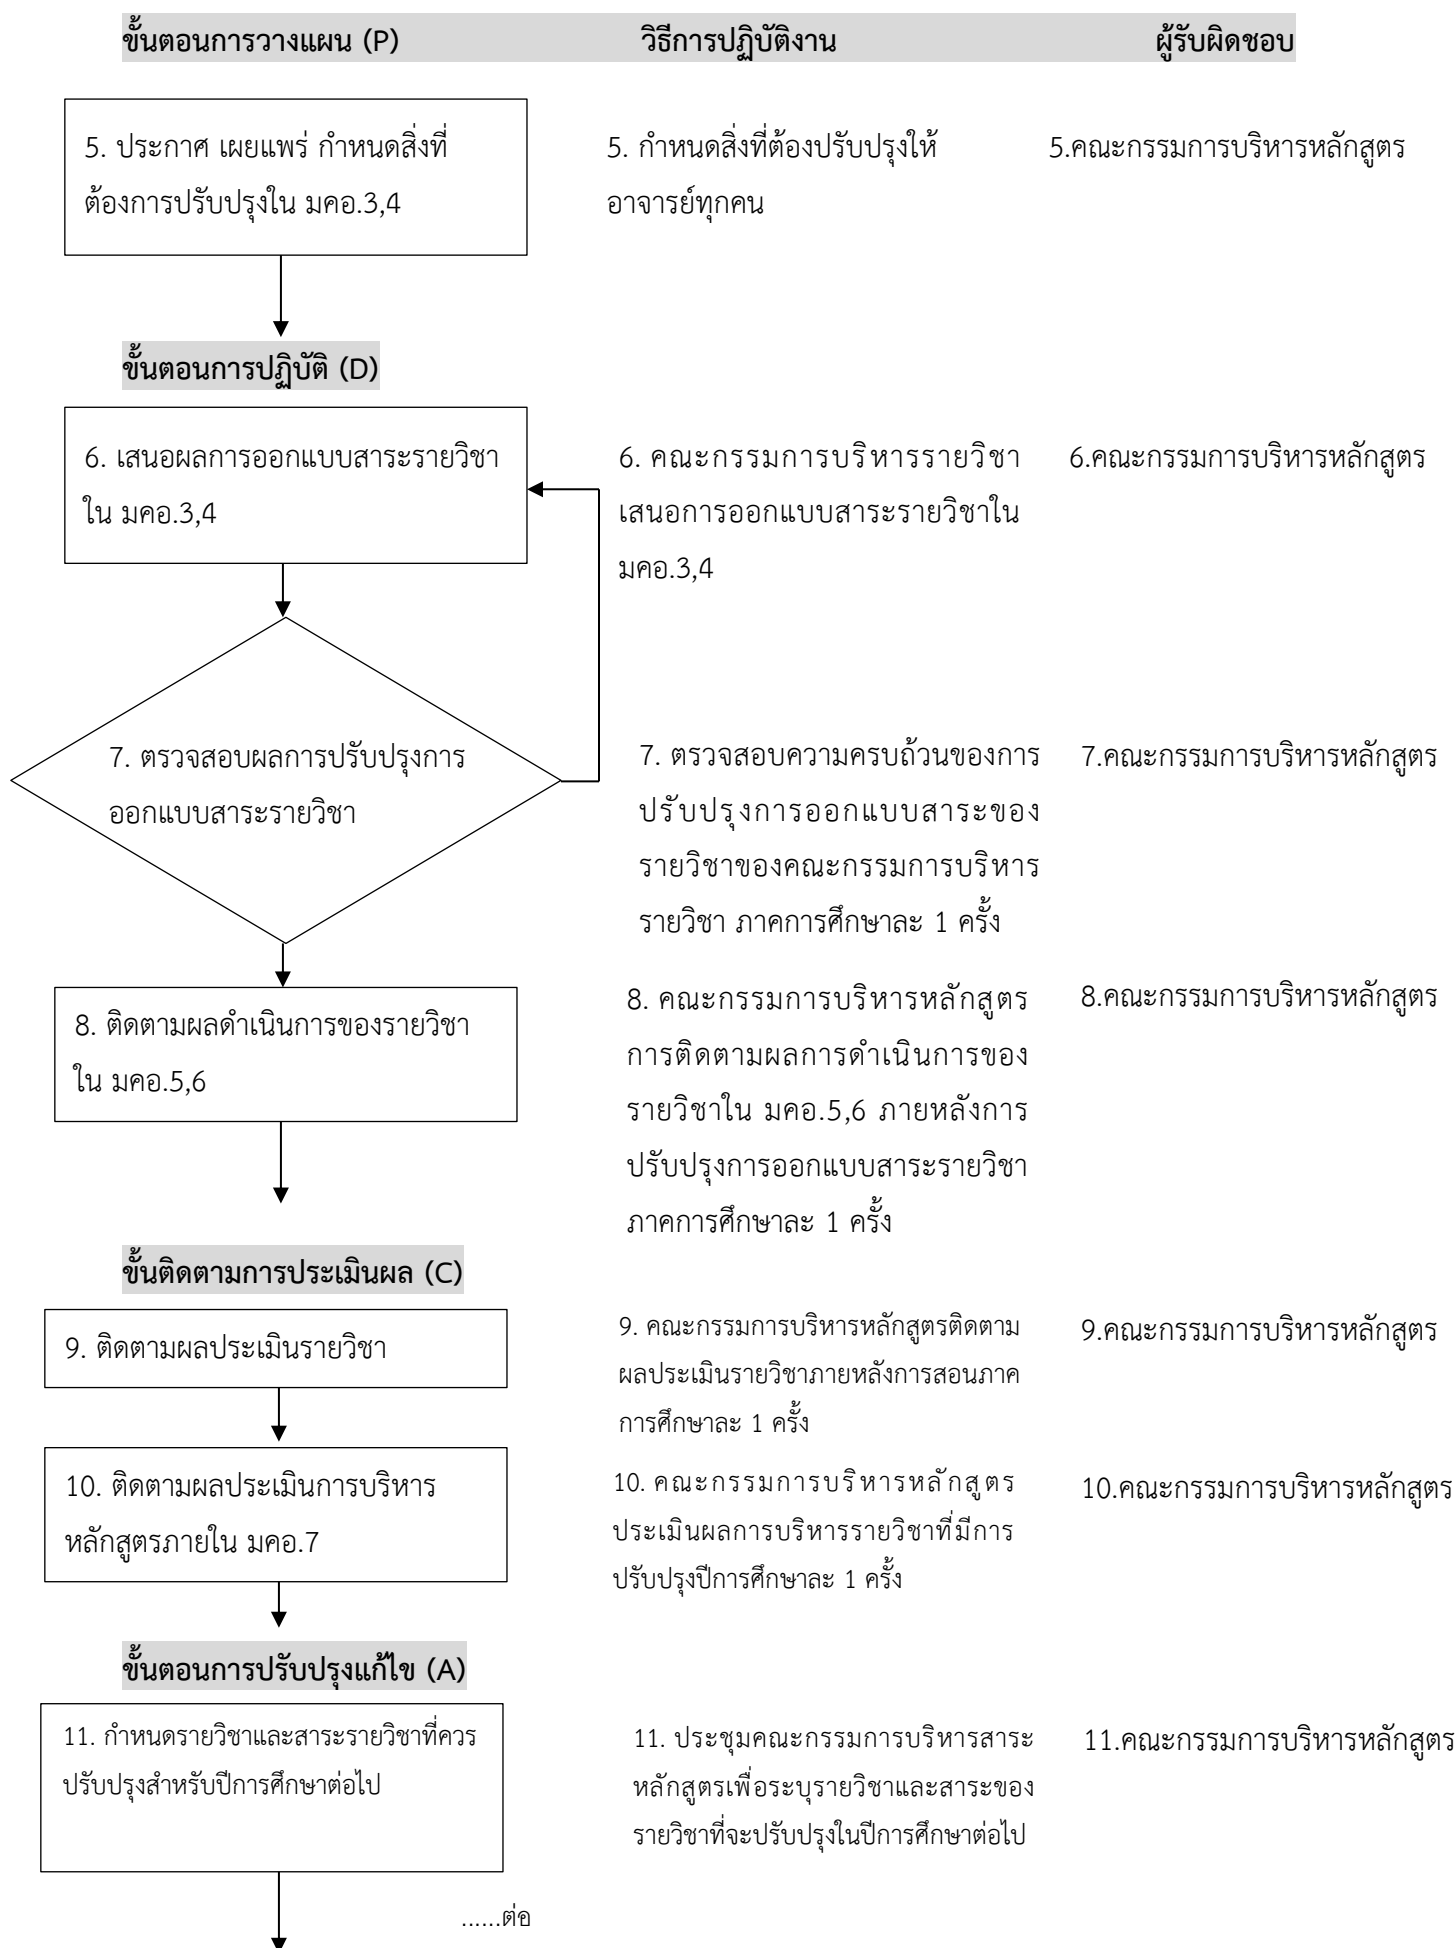 ขั้นตอนการวางแผน (P) วิธีการปฏิบัติงาน ผู้รับผิดชอบ
5. ประกาศ เผยแพร่ กำหนดสิ่งที่
ต้องการปรับปรุงใน มคอ.3,4
5. กำหนดสิ่งที่ต้องปรับปรุงให้
อาจารย์ทุกคน
5.คณะกรรมการบริหารหลักสูตร
ขั้นตอนการปฏิบัติ (D)
6. เสนอผลการออกแบบสาระรายวิชา
ใน มคอ.3,4
6. คณะกรรมการบริหารรายวิชา
เสนอการออกแบบสาระรายวิชาใน
มคอ.3,4
6.คณะกรรมการบริหารหลักสูตร
7. ตรวจสอบผลการปรับปรุงการ
ออกแบบสาระรายวิชา
7. ตรวจสอบความครบถ้วนของการ
ปรับปรุงการออกแบบสาระของ
รายวิชาของคณะกรรมการบริหาร
รายวิชา ภาคการศึกษาละ 1 ครั้ง
7.คณะกรรมการบริหารหลักสูตร
8. ติดตามผลดำเนินการของรายวิชา
ใน มคอ.5,6
8. คณะกรรมการบริหารหลักสูตร
การติดตามผลการดำเนินการของ
รายวิชาใน มคอ.5,6 ภายหลังการ
ปรับปรุงการออกแบบสาระรายวิชา
ภาคการศึกษาละ 1 ครั้ง
8.คณะกรรมการบริหารหลักสูตร
ขั้นติดตามการประเมินผล (C)
9. ติดตามผลประเมินรายวิชา
9. คณะกรรมการบริหารหลักสูตรติดตาม
ผลประเมินรายวิชาภายหลังการสอนภาค
การศึกษาละ 1 ครั้ง
9.คณะกรรมการบริหารหลักสูตร
10. ติดตามผลประเมินการบริหาร
หลักสูตรภายใน มคอ.7
10. คณะกรรมการบริหารหลักสูตร
ประเมินผลการบริหารรายวิชาที่มีการ
ปรับปรุงปีการศึกษาละ 1 ครั้ง
10.คณะกรรมการบริหารหลักสูตร
ขั้นตอนการปรับปรุงแก้ไข (A)
11. กำหนดรายวิชาและสาระรายวิชาที่ควร
ปรับปรุงสำหรับปีการศึกษาต่อไป
11. ประชุมคณะกรรมการบริหารสาระ
หลักสูตรเพื่อระบุรายวิชาและสาระของ
รายวิชาที่จะปรับปรุงในปีการศึกษาต่อไป
11.คณะกรรมการบริหารหลักสูตร
......ต่อ